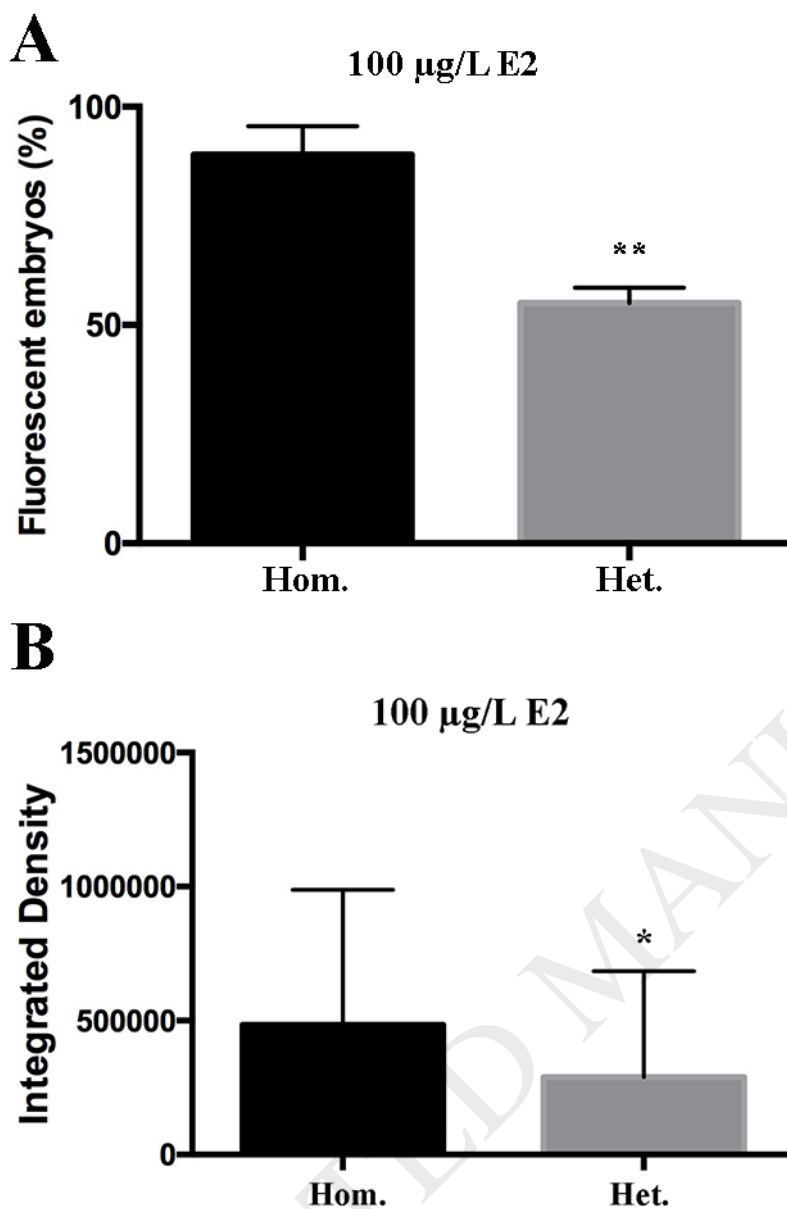 A
100 µg/L E2
Fluorescent embryos (%)
100
50
0
**
Hom.
Het.
B
100 µg/L E2
Integrated Density
1500000
1000000
500000
0
*
Hom.
Het.